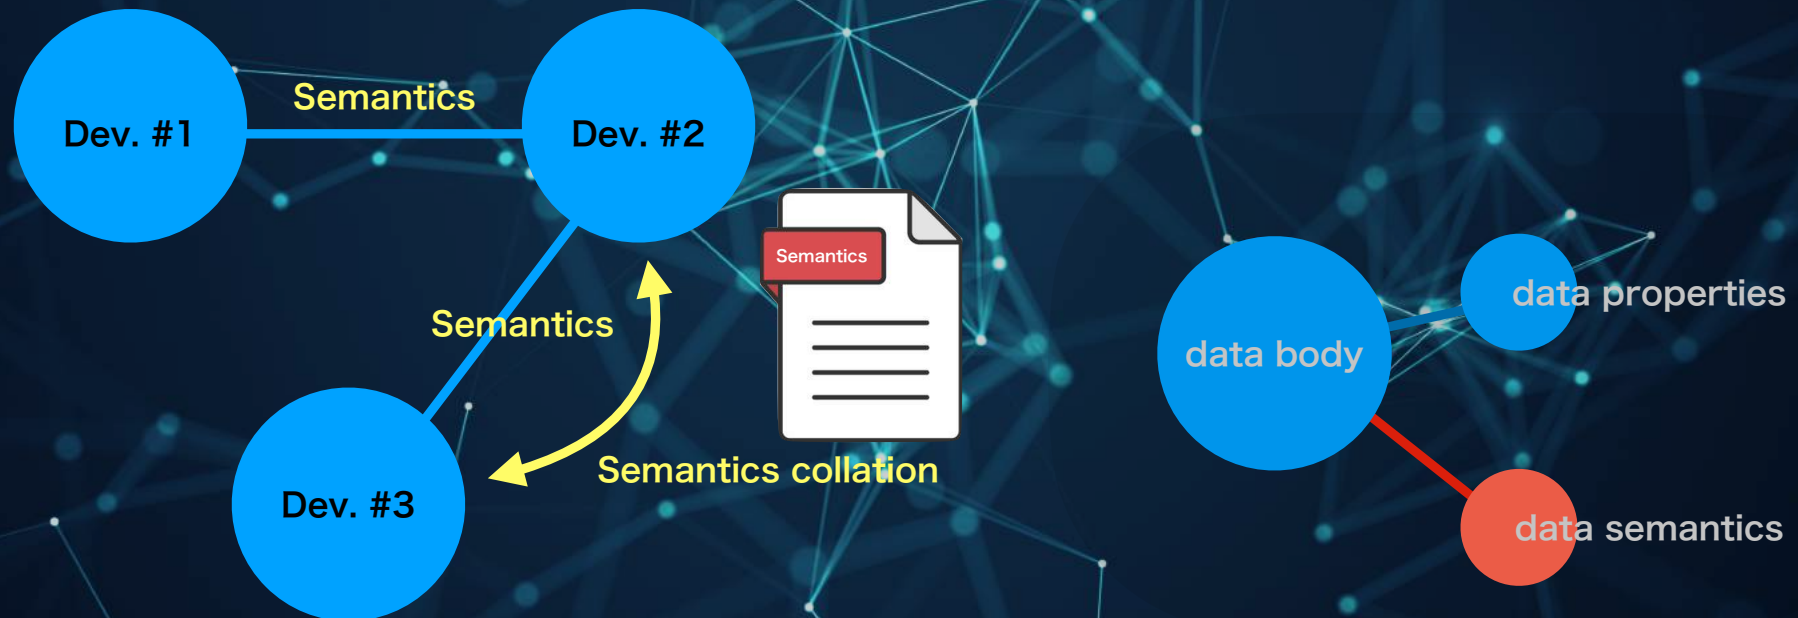 Semantics
Dev. #1
Dev. #2
Semantics
Semantics
Semantics collation
Dev. #3
data properties
data body
data semantics